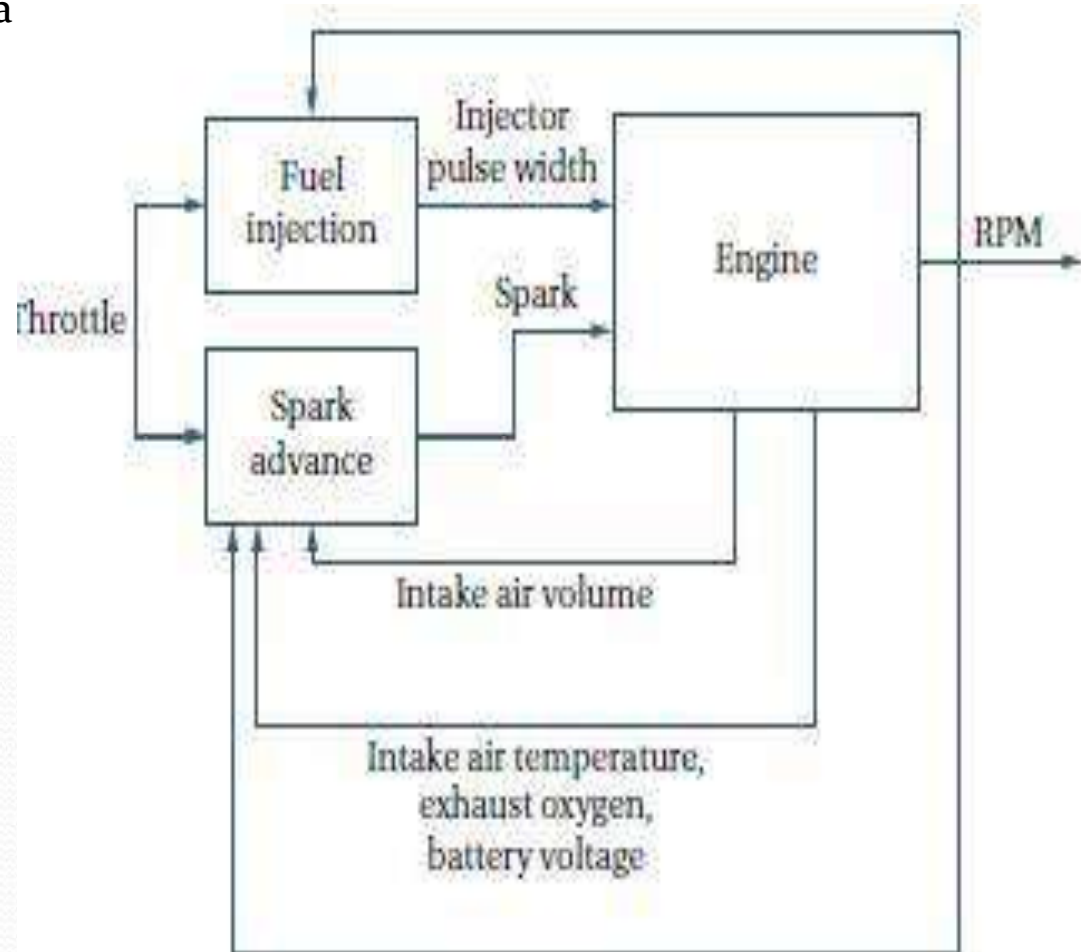 a
Fuel
injection
Injector
pulse width
Engine
RPM
Throttle
Spark
Spark
advance
Intake air volume
Intake air temperature,
exhaust oxygen,
battery voltage